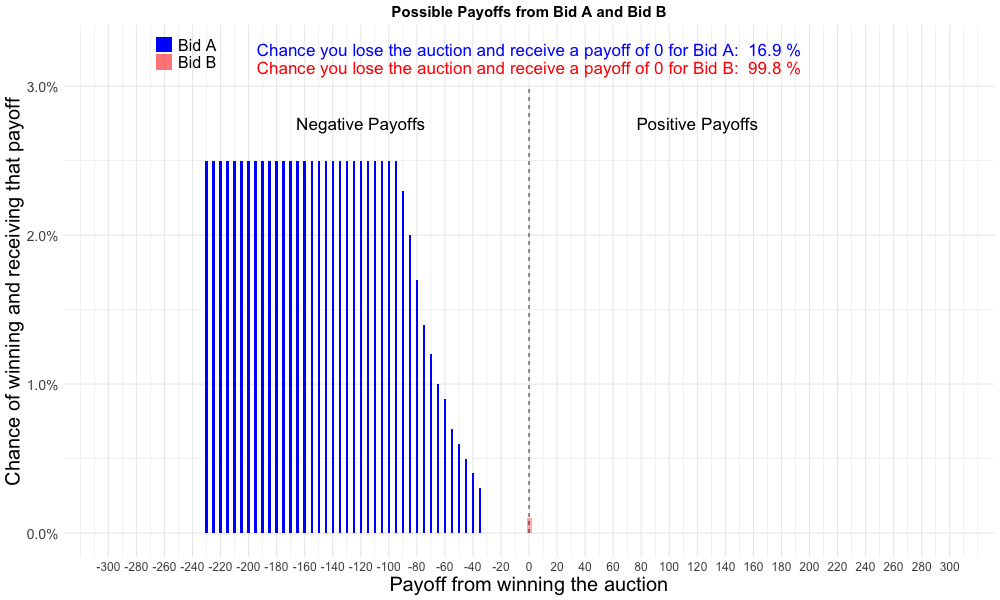 Possible Payoffs from Bid A and Bid B
Bid A
Bid B
Chance you lose the auction and receive a payoff of 0 for Bid A: 16.9 %
Chance you lose the auction and receive a payoff of 0 for Bid B: 99.8 %
Negative Payoffs
Positive Payoffs
Chance of winning and receiving that payoff
3.0%
2.0%
1.0%
0.0%
-300 -280 -260 -240 -220 -200 -180 -160 -140 -120 -100 -80 -60 -40 -20 0 20 40 60 80 100 120 140 160 180 200 220 240 260 280 300
Payoff from winning the auction